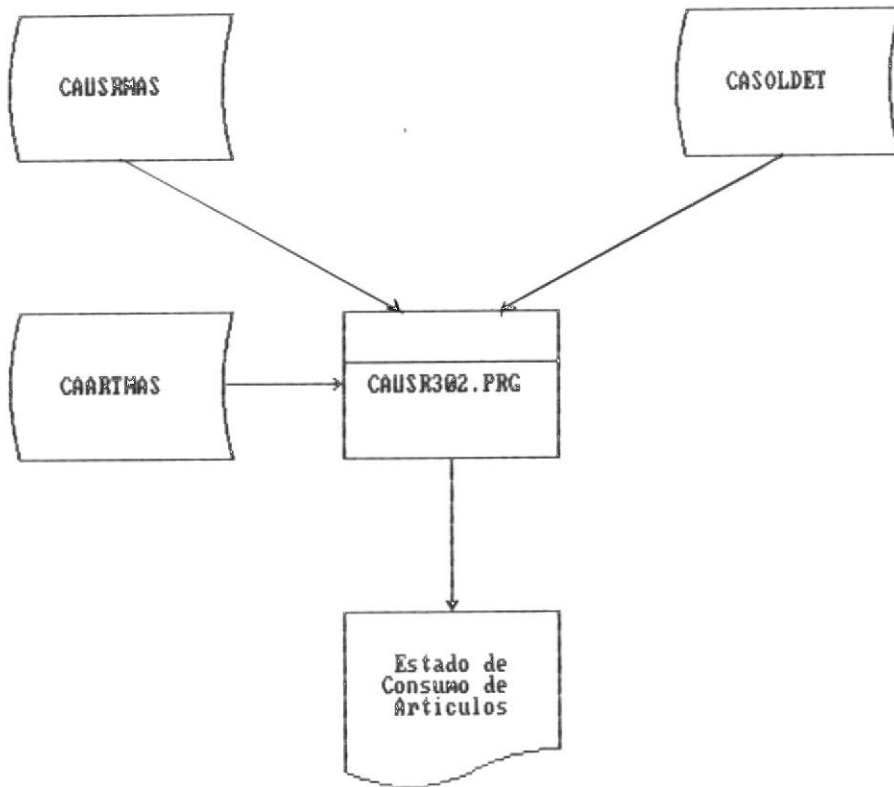 CAUSRMAS
CASOLDET
CAARTMAS
CAUSR302.PRG
Estado de
Consumo de
Articulos